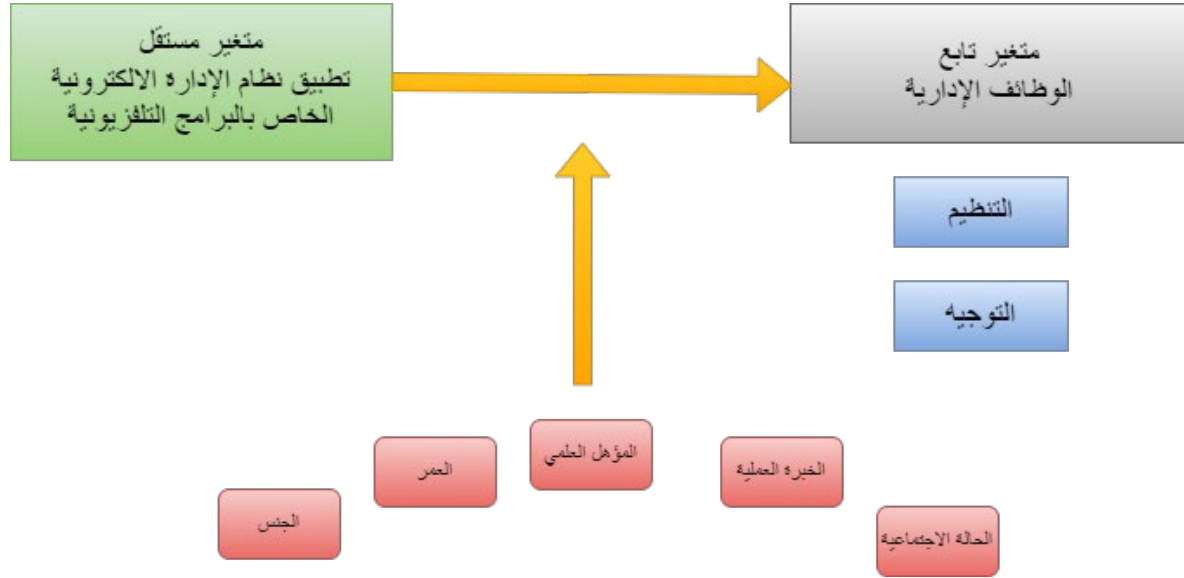 متغير مستقل
تطبيق نظام الإدارة الالكترونية
الخاص بالبرامج التلفزيونية
متغير تابع
الوظائف الإدارية
التنظيم
التوجيه
المؤهل العلمي
العمر
الخبرة العملية
الجنس
الحالة الاجتماعية